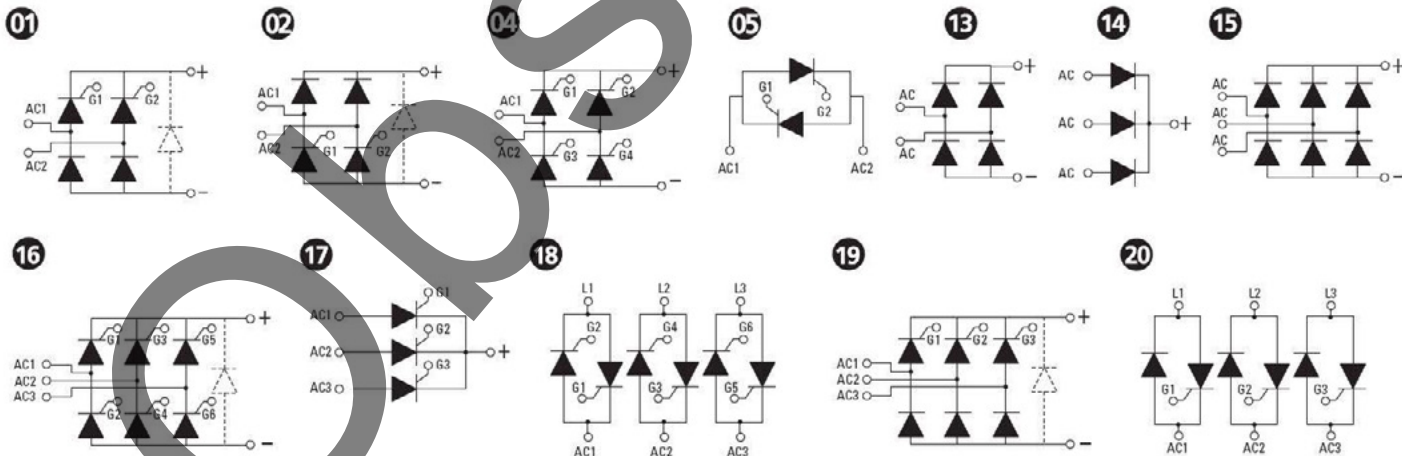 01 02 04 05 13 14 15
+ + + + +
G1 G2 G1 G2 G1 AC AC
AC1 AC1 AC1 G2 AC AC AC + AC
AC2 AC2 G1 G2 AC2 G3 G4 AC1 AC2 AC AC AC
− − − − −
16 17 18 19 20
G1 L1 L2 L3 L1 L2 L3
+ AC1 G2 +
G1 G3 G5 G2 G4 G6 G1 G2 G3
AC1 AC2 + AC1
AC2 G3 AC2
AC3 AC3 G1 G3 G5 AC3 G1 G2 G3
G2 G4 G6
− AC1 AC2 AC3 − AC1 AC2 AC3
Obs